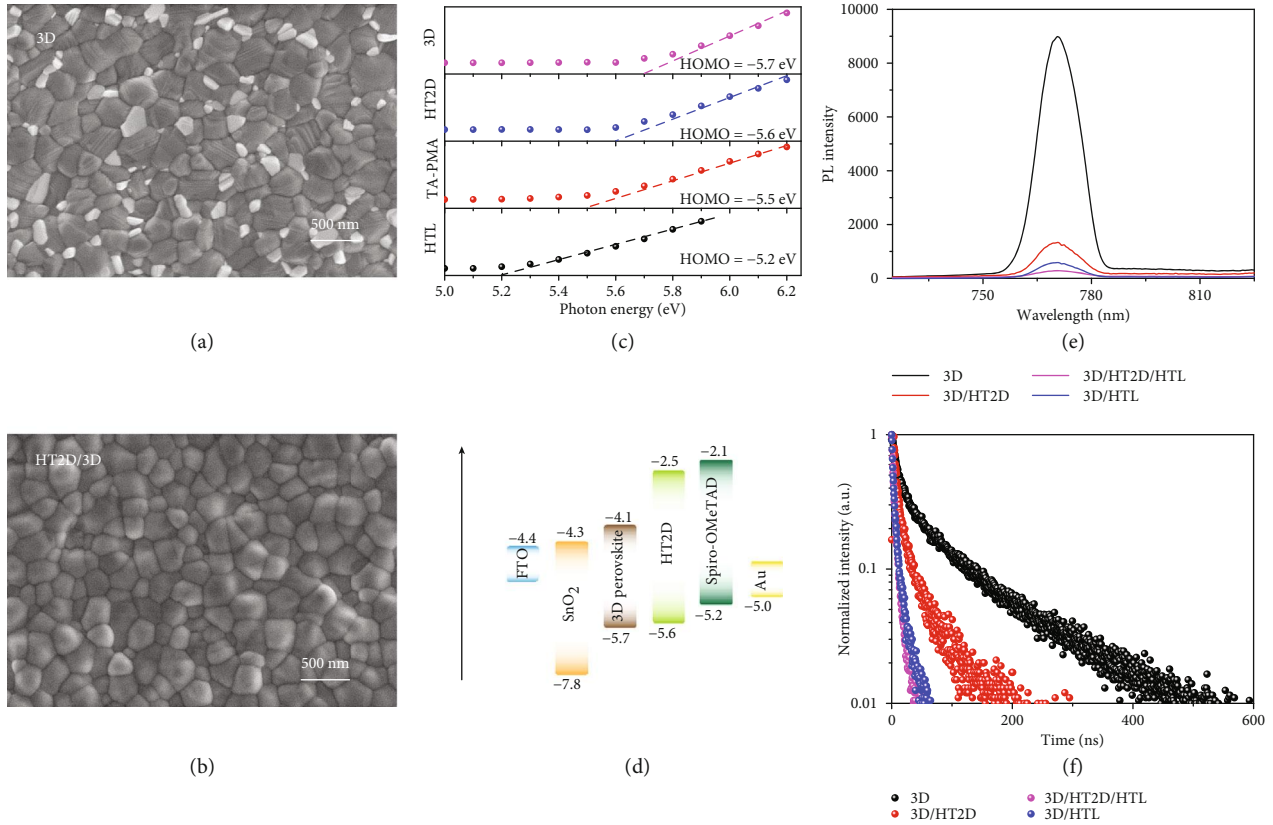 3D
500 nm
(a)
HT2D/3D
500 nm
(b)
3D
HOMO = −5.7 eV
HT2D
HOMO = −5.6 eV
TA-PMA
HOMO = −5.5 eV
HTL
HOMO = −5.2 eV
5.0 5.2 5.4 5.6 5.8 6.0 6.2
Photon energy (eV)
(c)
−4.4
FTO
−4.3
SnO2
−7.8
−4.1
3D perovskite
−5.7
−2.5
HT2D
−5.6
−2.1
Spiro-OMeTAD
−5.2
Au
−5.0
(d)
10000
8000
6000
4000
2000
0
PL intensity
750 780 810
Wavelength (nm)
(e)
3D
3D/HT2D
3D/HT2D/HTL
3D/HTL
1
0.1
0.01
Normalized intensity (a.u.)
0 200 400 600
Time (ns)
(f)
3D
3D/HT2D
3D/HT2D/HTL
3D/HTL